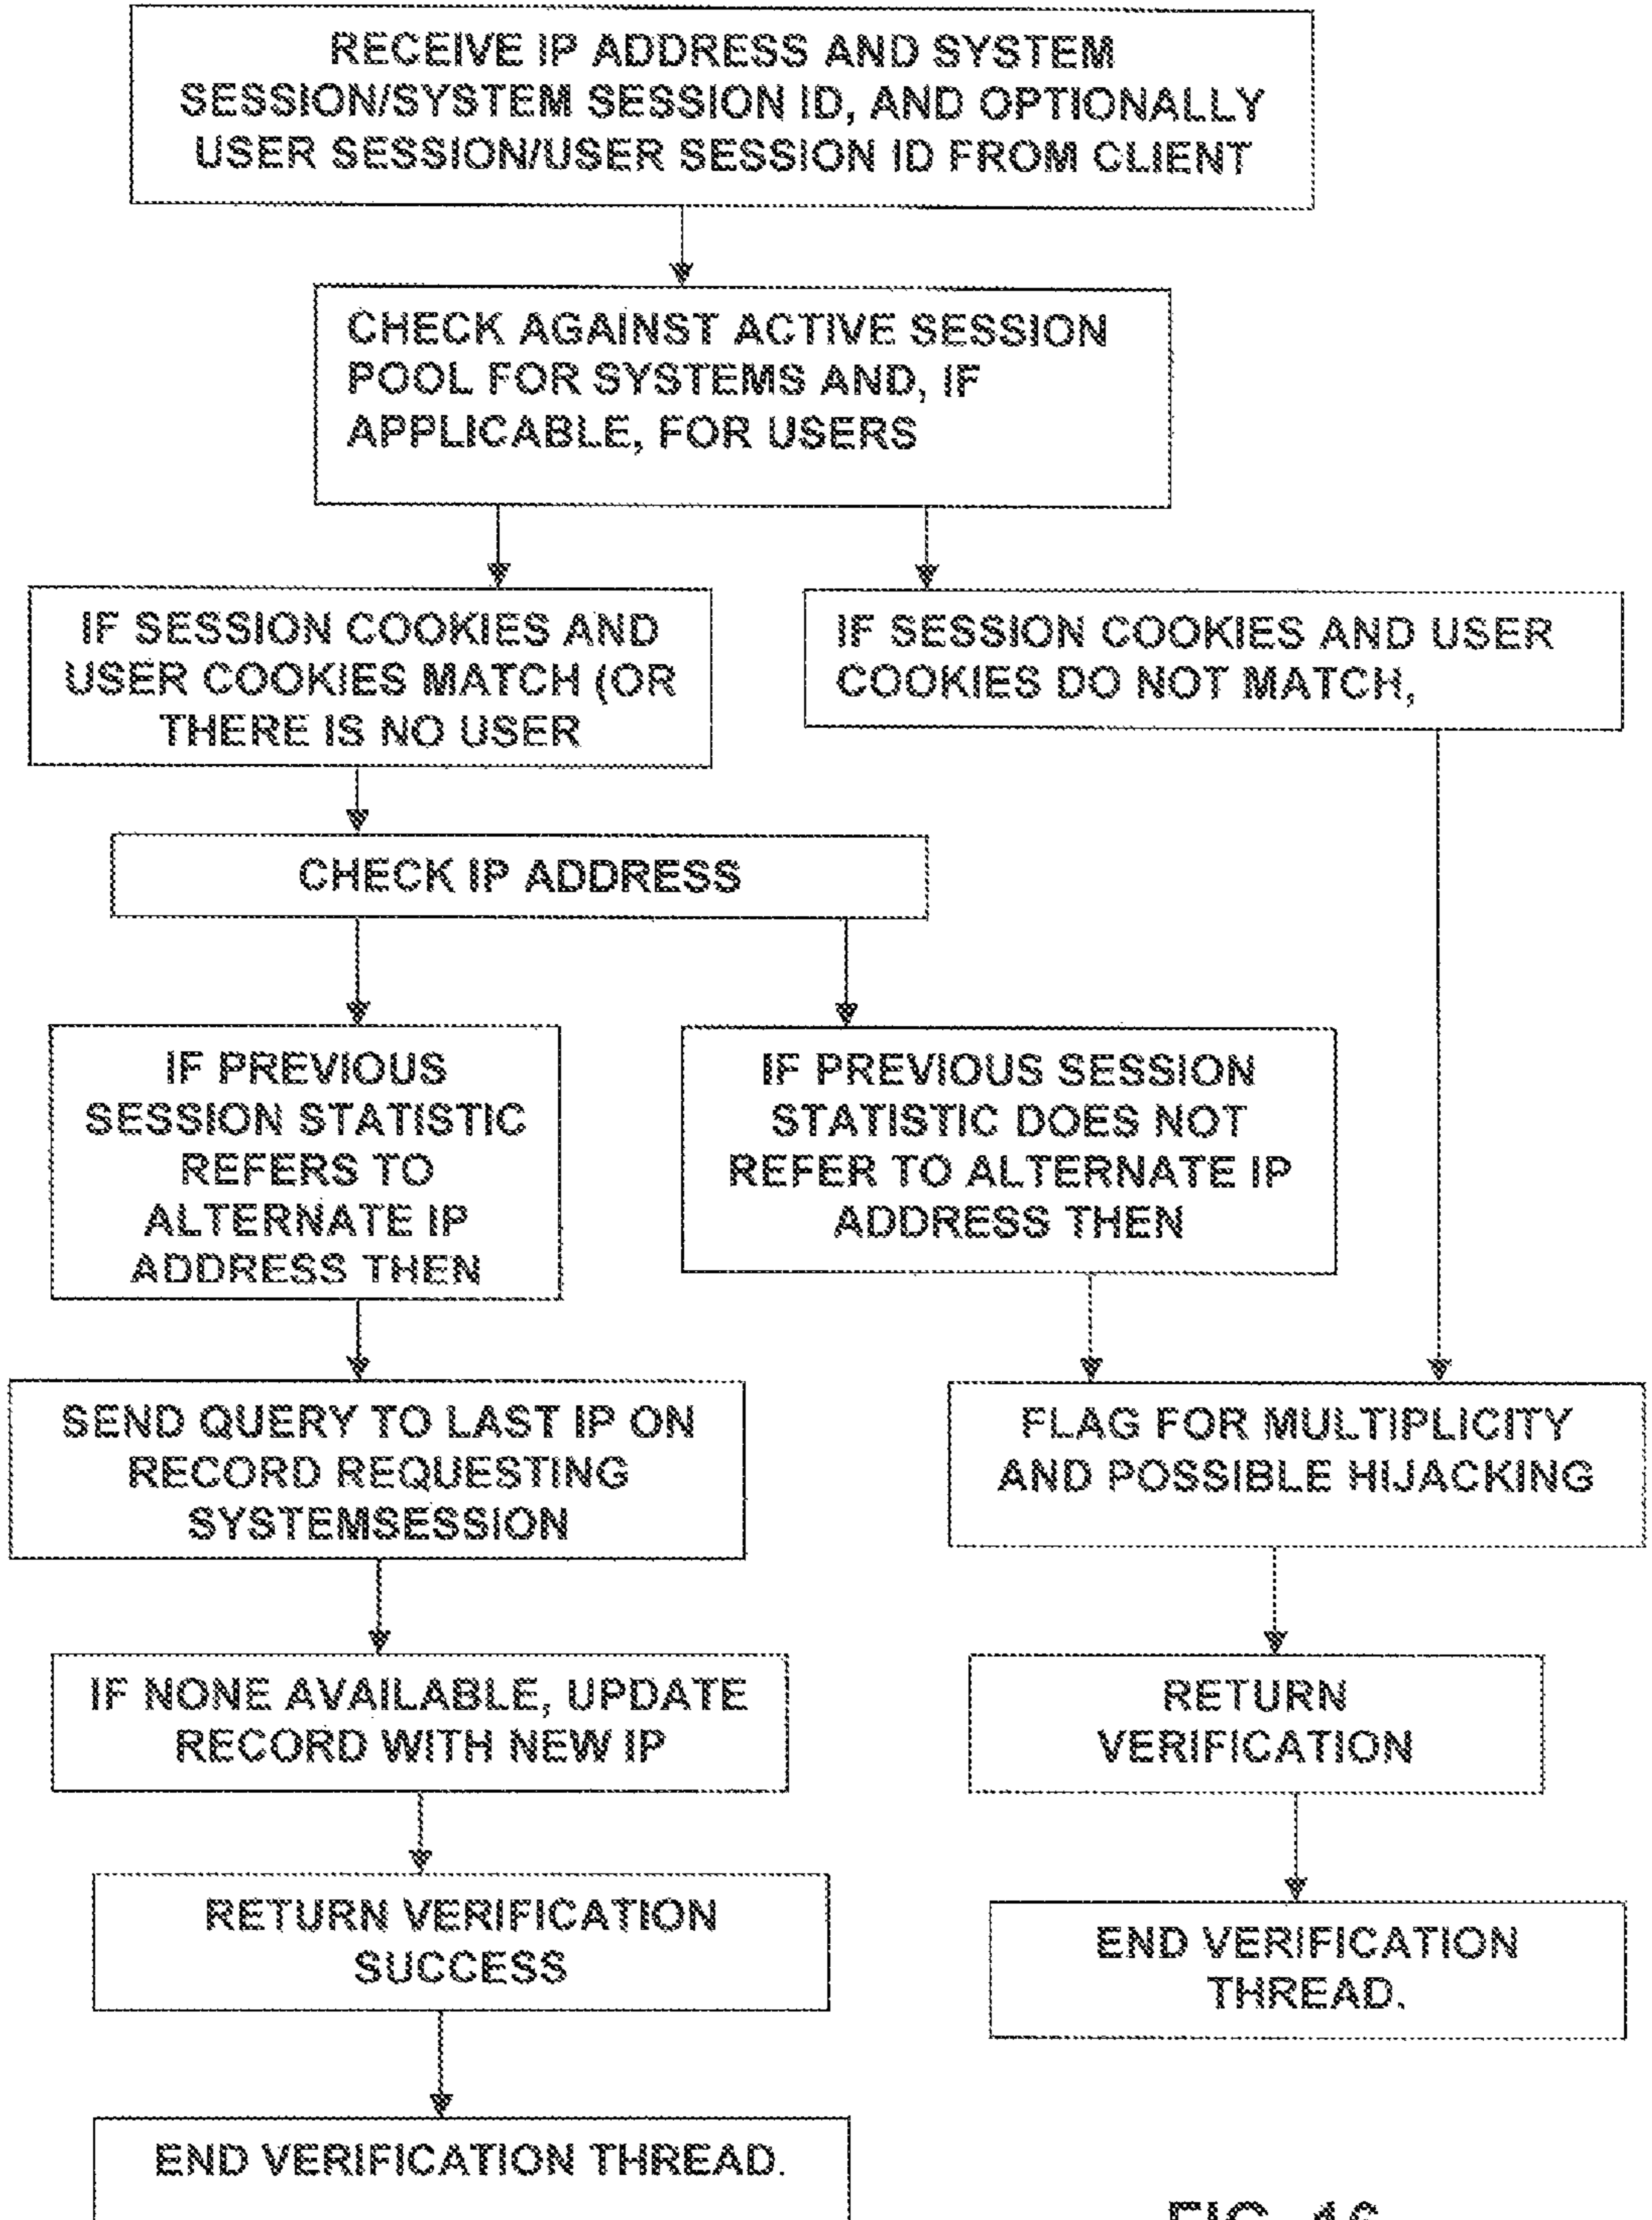 RECEIVE IP ADDRESS AND SYSTEM
SESSION/SYSTEM SESSION ID, AND OPTIONALLY
USER SESSION/USER SESSION ID FROM CLIENT
CHECK AGAINST ACTIVE SESSION
POOL FOR SYSTEMS AND, IF
APPLICABLE, FOR USERS
IF SESSION COOKIES AND
USER COOKIES MATCH (OR
THERE IS NO USER
IF SESSION COOKIES AND USER
COOKIES DO NOT MATCH,
CHECK IP ADDRESS
IF PREVIOUS
SESSION STATISTIC
REFERS TO
ALTERNATE IP
ADDRESS THEN
IF PREVIOUS SESSION
STATISTIC DOES NOT
REFER TO ALTERNATE IP
ADDRESS THEN
SEND QUERY TO LAST IP ON
RECORD REQUESTING
SYSTEMSESSION
FLAG FOR MULTIPLICITY
AND POSSIBLE HIJACKING
IF NONE AVAILABLE, UPDATE
RECORD WITH NEW IP
RETURN
VERIFICATION
RETURN VERIFICATION
SUCCESS
END VERIFICATION
THREAD.
END VERIFICATION THREAD.
FIG. 16